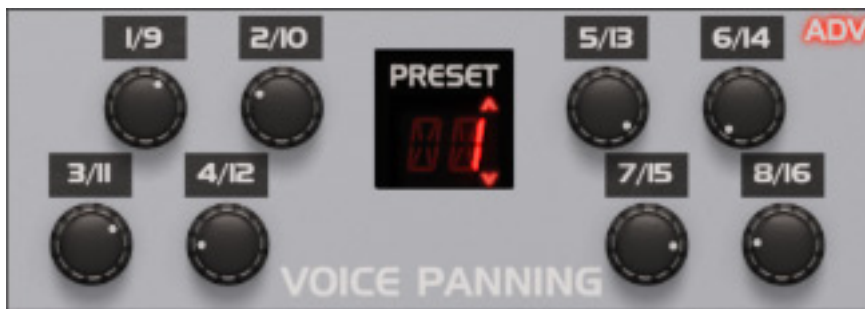 1/9 2/10 5/13 6/14 ADV
PRESET
1
3/11 4/12 7/15 8/16
VOICE PANNING